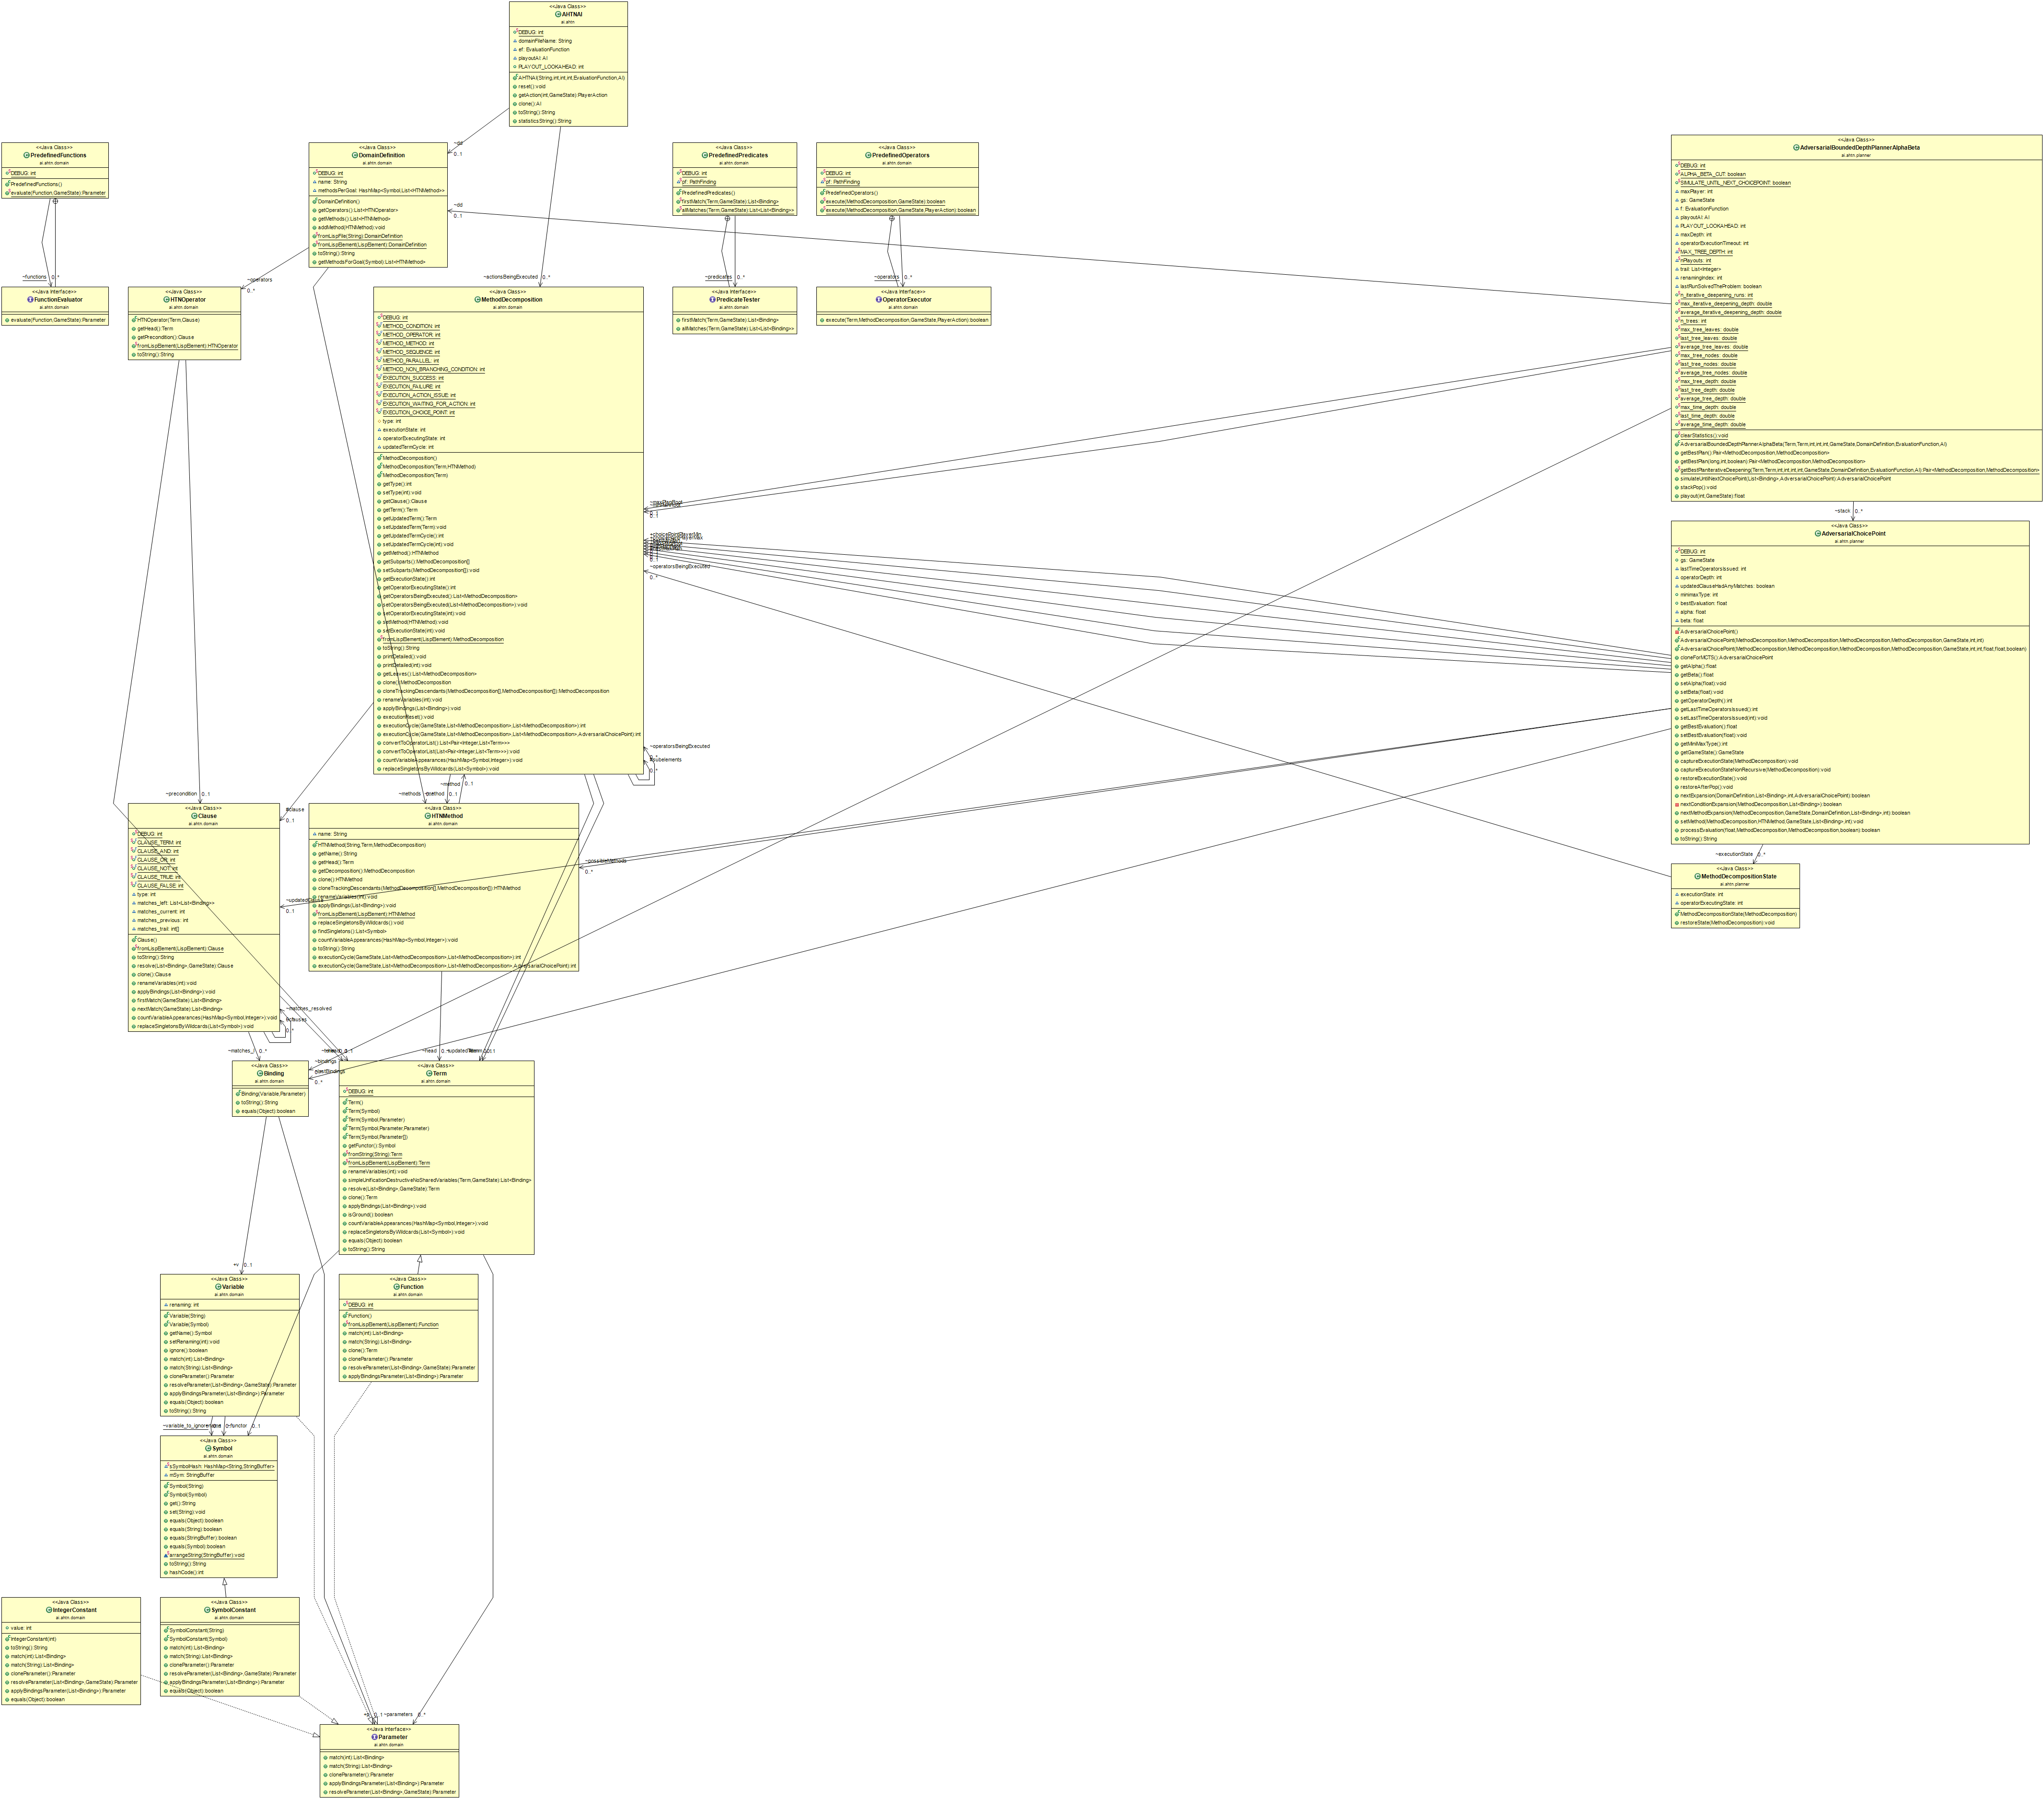 <<Java Class>>
AHTNAI
ai.ahtn
DEBUG: int
domainFileName: String
ef: EvaluationFunction
playoutAI: AI
PLAYOUT_LOOKAHEAD: int
AHTNAI(String,int,int,int,EvaluationFunction,AI)
reset():void
getAction(int,GameState):PlayerAction
clone():AI
toString():String
statisticsString():String
~dd
0..1
~actionsBeingExecuted
0..*
<<Java Class>>
PredefinedFunctions
ai.ahtn.domain
DEBUG: int
PredefinedFunctions()
evaluate(Function,GameState):Parameter
~functions
0..*
<<Java Interface>>
FunctionEvaluator
ai.ahtn.domain
evaluate(Function,GameState):Parameter
<<Java Class>>
DomainDefinition
ai.ahtn.domain
DEBUG: int
name: String
methodsPerGoal: HashMap<Symbol,List<HTNMethod>>
DomainDefinition()
getOperators():List<HTNOperator>
getMethods():List<HTNMethod>
addMethod(HTNMethod):void
fromLispFile(String):DomainDefinition
fromLispElement(LispElement):DomainDefinition
toString():String
getMethodsForGoal(Symbol):List<HTNMethod>
~dd
0..1
~operators
0..*
<<Java Class>>
PredefinedPredicates
ai.ahtn.domain
DEBUG: int
pf: PathFinding
PredefinedPredicates()
firstMatch(Term,GameState):List<Binding>
allMatches(Term,GameState):List<List<Binding>>
~predicates
0..*
<<Java Interface>>
PredicateTester
ai.ahtn.domain
firstMatch(Term,GameState):List<Binding>
allMatches(Term,GameState):List<List<Binding>>
<<Java Class>>
PredefinedOperators
ai.ahtn.domain
DEBUG: int
pf: PathFinding
PredefinedOperators()
execute(MethodDecomposition,GameState):boolean
execute(MethodDecomposition,GameState,PlayerAction):boolean
~operators
0..*
<<Java Interface>>
OperatorExecutor
ai.ahtn.domain
execute(Term,MethodDecomposition,GameState,PlayerAction):boolean
<<Java Class>>
AdversarialBoundedDepthPlannerAlphaBeta
ai.ahtn.planner
DEBUG: int
ALPHA_BETA_CUT: boolean
SIMULATE_UNTIL_NEXT_CHOICEPOINT: boolean
maxPlayer: int
gs: GameState
f: EvaluationFunction
playoutAI: AI
PLAYOUT_LOOKAHEAD: int
maxDepth: int
operatorExecutionTimeout: int
MAX_TREE_DEPTH: int
nPlayouts: int
trail: List<Integer>
renamingIndex: int
lastRunSolvedTheProblem: boolean
n_iterative_deepening_runs: int
max_iterative_deepening_depth: double
average_iterative_deepening_depth: double
n_trees: int
max_tree_leaves: double
last_tree_leaves: double
average_tree_leaves: double
max_tree_nodes: double
last_tree_nodes: double
average_tree_nodes: double
max_tree_depth: double
last_tree_depth: double
average_tree_depth: double
max_time_depth: double
last_time_depth: double
average_time_depth: double
clearStatistics():void
AdversarialBoundedDepthPlannerAlphaBeta(Term,Term,int,int,int,GameState,DomainDefinition,EvaluationFunction,AI)
getBestPlan():Pair<MethodDecomposition,MethodDecomposition>
getBestPlan(long,int,boolean):Pair<MethodDecomposition,MethodDecomposition>
getBestPlanIterativeDeepening(Term,Term,int,int,int,int,GameState,DomainDefinition,EvaluationFunction,AI):Pair<MethodDecomposition,MethodDecomposition>
simulateUntilNextChoicePoint(List<Binding>,AdversarialChoicePoint):AdversarialChoicePoint
stackPop():void
playout(int,GameState):float
~stack
0..*
<<Java Class>>
HTNOperator
ai.ahtn.domain
HTNOperator(Term,Clause)
getHead():Term
getPrecondition():Clause
fromLispElement(LispElement):HTNOperator
toString():String
~precondition
0..1
<<Java Class>>
MethodDecomposition
ai.ahtn.domain
DEBUG: int
METHOD_CONDITION: int
METHOD_OPERATOR: int
METHOD_METHOD: int
METHOD_SEQUENCE: int
METHOD_PARALLEL: int
METHOD_NON_BRANCHING_CONDITION: int
EXECUTION_SUCCESS: int
EXECUTION_FAILURE: int
EXECUTION_ACTION_ISSUE: int
EXECUTION_WAITING_FOR_ACTION: int
EXECUTION_CHOICE_POINT: int
type: int
executionState: int
operatorExecutingState: int
updatedTermCycle: int
MethodDecomposition()
MethodDecomposition(Term,HTNMethod)
MethodDecomposition(Term)
getType():int
setType(int):void
getClause():Clause
getTerm():Term
getUpdatedTerm():Term
setUpdatedTerm(Term):void
getUpdatedTermCycle():int
setUpdatedTermCycle(int):void
getMethod():HTNMethod
getSubparts():MethodDecomposition[]
setSubparts(MethodDecomposition[]):void
getExecutionState():int
getOperatorExecutingState():int
getOperatorsBeingExecuted():List<MethodDecomposition>
setOperatorsBeingExecuted(List<MethodDecomposition>):void
setOperatorExecutingState(int):void
setMethod(HTNMethod):void
setExecutionState(int):void
fromLispElement(LispElement):MethodDecomposition
toString():String
printDetailed():void
printDetailed(int):void
getLeaves():List<MethodDecomposition>
clone():MethodDecomposition
cloneTrackingDescendants(MethodDecomposition[],MethodDecomposition[]):MethodDecomposition
renameVariables(int):void
applyBindings(List<Binding>):void
executionReset():void
executionCycle(GameState,List<MethodDecomposition>,List<MethodDecomposition>):int
executionCycle(GameState,List<MethodDecomposition>,List<MethodDecomposition>,AdversarialChoicePoint):int
convertToOperatorList():List<Pair<Integer,List<Term>>>
convertToOperatorList(List<Pair<Integer,List<Term>>>):void
countVariableAppearances(HashMap<Symbol,Integer>):void
replaceSingletonsByWildcards(List<Symbol>):void
0..1
0..1
~operatorsBeingExecuted
0..*
~operatorsBeingExecuted
0..*
<<Java Class>>
AdversarialChoicePoint
ai.ahtn.planner
DEBUG: int
gs: GameState
lastTimeOperatorsIssued: int
operatorDepth: int
updatedClauseHadAnyMatches: boolean
minimaxType: int
bestEvaluation: float
alpha: float
beta: float
AdversarialChoicePoint()
AdversarialChoicePoint(MethodDecomposition,MethodDecomposition,MethodDecomposition,MethodDecomposition,GameState,int,int)
AdversarialChoicePoint(MethodDecomposition,MethodDecomposition,MethodDecomposition,MethodDecomposition,GameState,int,int,float,float,boolean)
cloneForMCTS():AdversarialChoicePoint
getAlpha():float
getBeta():float
setAlpha(float):void
setBeta(float):void
getOperatorDepth():int
getLastTimeOperatorsIssued():int
setLastTimeOperatorsIssued(int):void
getBestEvaluation():float
setBestEvaluation(float):void
getMiniMaxType():int
getGameState():GameState
captureExecutionState(MethodDecomposition):void
captureExecutionStateNonRecursive(MethodDecomposition):void
restoreExecutionState():void
restoreAfterPop():void
nextExpansion(DomainDefinition,List<Binding>,int,AdversarialChoicePoint):boolean
nextConditionExpansion(MethodDecomposition,List<Binding>):boolean
nextMethodExpansion(MethodDecomposition,GameState,DomainDefinition,List<Binding>,int):boolean
setMethod(MethodDecomposition,HTNMethod,GameState,List<Binding>,int):void
processEvaluation(float,MethodDecomposition,MethodDecomposition,boolean):boolean
toString():String
~executionState
0..*
<<Java Class>>
MethodDecompositionState
ai.ahtn.planner
executionState: int
operatorExecutingState: int
MethodDecompositionState(MethodDecomposition)
restoreState(MethodDecomposition):void
<<Java Class>>
Clause
ai.ahtn.domain
DEBUG: int
CLAUSE_TERM: int
CLAUSE_AND: int
CLAUSE_OR: int
CLAUSE_NOT: int
CLAUSE_TRUE: int
CLAUSE_FALSE: int
type: int
matches_left: List<List<Binding>>
matches_current: int
matches_previous: int
matches_trail: int[]
Clause()
fromLispElement(LispElement):Clause
toString():String
resolve(List<Binding>,GameState):Clause
clone():Clause
renameVariables(int):void
applyBindings(List<Binding>):void
firstMatch(GameState):List<Binding>
nextMatch(GameState):List<Binding>
countVariableAppearances(HashMap<Symbol,Integer>):void
replaceSingletonsByWildcards(List<Symbol>):void
0..1
0..1
~matches_resolved
0..*
~methods
~method
0..1
0..1
<<Java Class>>
HTNMethod
ai.ahtn.domain
name: String
HTNMethod(String,Term,MethodDecomposition)
getName():String
getHead():Term
getDecomposition():MethodDecomposition
clone():HTNMethod
cloneTrackingDescendants(MethodDecomposition[],MethodDecomposition[]):HTNMethod
renameVariables(int):void
applyBindings(List<Binding>):void
fromLispElement(LispElement):HTNMethod
replaceSingletonsByWildcards():void
findSingletons():List<Symbol>
countVariableAppearances(HashMap<Symbol,Integer>):void
toString():String
executionCycle(GameState,List<MethodDecomposition>,List<MethodDecomposition>):int
executionCycle(GameState,List<MethodDecomposition>,List<MethodDecomposition>,AdversarialChoicePoint):int
~possibleMethods
0..*
~matches
0..*
~head
~bindings
0..*
<<Java Class>>
Binding
ai.ahtn.domain
Binding(Variable,Parameter)
toString():String
equals(Object):boolean
<<Java Class>>
Term
ai.ahtn.domain
DEBUG: int
Term()
Term(Symbol)
Term(Symbol,Parameter)
Term(Symbol,Parameter,Parameter)
Term(Symbol,Parameter[])
getFunctor():Symbol
fromString(String):Term
fromLispElement(LispElement):Term
renameVariables(int):void
simpleUnificationDestructiveNoSharedVariables(Term,GameState):List<Binding>
resolve(List<Binding>,GameState):Term
clone():Term
applyBindings(List<Binding>):void
isGround():boolean
countVariableAppearances(HashMap<Symbol,Integer>):void
replaceSingletonsByWildcards(List<Symbol>):void
equals(Object):boolean
toString():String
+v
0..1
<<Java Class>>
Variable
ai.ahtn.domain
renaming: int
Variable(String)
Variable(Symbol)
getName():Symbol
setRenaming(int):void
ignore():boolean
match(int):List<Binding>
match(String):List<Binding>
cloneParameter():Parameter
resolveParameter(List<Binding>,GameState):Parameter
applyBindingsParameter(List<Binding>):Parameter
equals(Object):boolean
toString():String
<<Java Class>>
Function
ai.ahtn.domain
DEBUG: int
Function()
fromLispElement(LispElement):Function
match(int):List<Binding>
match(String):List<Binding>
clone():Term
cloneParameter():Parameter
resolveParameter(List<Binding>,GameState):Parameter
applyBindingsParameter(List<Binding>):Parameter
~functor
0..1
<<Java Class>>
Symbol
ai.ahtn.domain
sSymbolHash: HashMap<String,StringBuffer>
mSym: StringBuffer
Symbol(String)
Symbol(Symbol)
get():String
set(String):void
equals(Object):boolean
equals(String):boolean
equals(StringBuffer):boolean
equals(Symbol):boolean
arrangeString(StringBuffer):void
toString():String
hashCode():int
<<Java Class>>
IntegerConstant
ai.ahtn.domain
value: int
IntegerConstant(int)
toString():String
match(int):List<Binding>
match(String):List<Binding>
cloneParameter():Parameter
resolveParameter(List<Binding>,GameState):Parameter
applyBindingsParameter(List<Binding>):Parameter
equals(Object):boolean
<<Java Class>>
SymbolConstant
ai.ahtn.domain
SymbolConstant(String)
SymbolConstant(Symbol)
match(int):List<Binding>
match(String):List<Binding>
cloneParameter():Parameter
resolveParameter(List<Binding>,GameState):Parameter
applyBindingsParameter(List<Binding>):Parameter
equals(Object):boolean
0..1
~parameters
0..*
<<Java Interface>>
Parameter
ai.ahtn.domain
match(int):List<Binding>
match(String):List<Binding>
cloneParameter():Parameter
applyBindingsParameter(List<Binding>):Parameter
resolveParameter(List<Binding>,GameState):Parameter